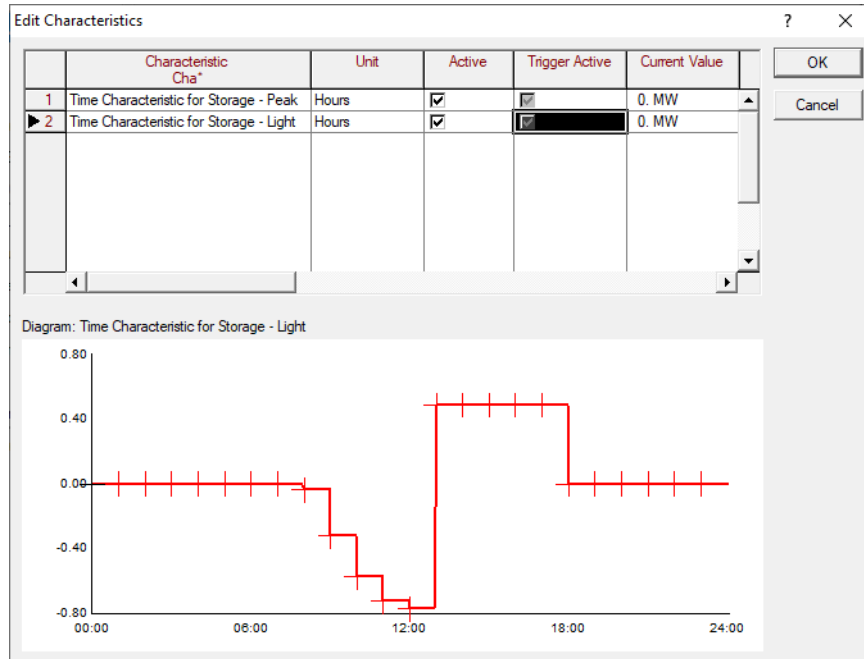 Edit Characteristics ? X
Characteristic Unit Active Trigger Active Current Value OK
Cha*
1 Time Characteristic for Storage - Peak Hours 0. MW
Cancel
2 Time Characteristic for Storage - Light Hours 0. MW
Diagram: Time Characteristic for Storage - Light
0.80
0.40
0.00
-0.40
-0.80
00:00 06:00 12:00 18:00 24:00